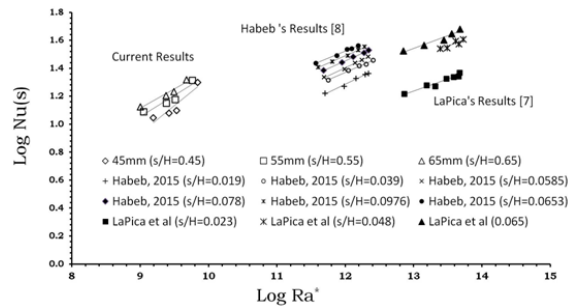 Log Nu(s)
1.8
1.6
1.4
1.2
1.0
0.8
0.6
0.4
0.2
0.0
Current Results
Habeb 's Results [8]
LaPica's Results [7]
45mm (s/H=0.45) 55mm (s/H=0.55) 65mm (s/H=0.65)
Habeb, 2015 (s/H=0.019) Habeb, 2015 (s/H=0.039) Habeb, 2015 (s/H=0.0585)
Habeb, 2015 (s/H=0.078) Habeb, 2015 (s/H=0.0976) Habeb, 2015 (s/H=0.0653)
LaPica et al (s/H=0.023) LaPica et al (s/H=0.048) LaPica et al (0.065)
8 9 10 11 12 13 14 15
Log Ra*